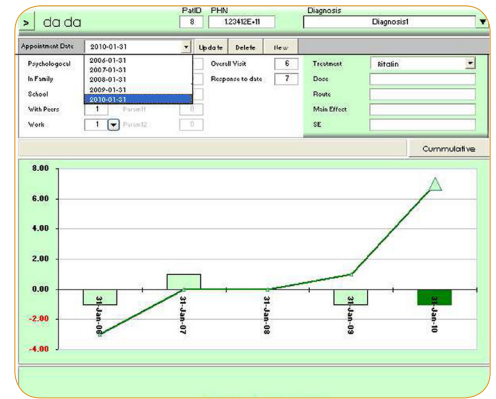 PatID PHN Diagnosis
> da da 8 1.23412E+11 Diagnosis1
Appointment Date 2010-01-31 Update Delete New
2006-01-31
2007-01-31
2008-01-31
2009-01-31
2010-01-31
Psychological Overall Visit 6 Treatment Ritalin
In Family Response to date 7 Dose
School Route
With Peers 1 Parent11 0 Main Effect
Work 1 Parent12 0 SE
Cummulative
8.00
6.00
4.00
2.00
0.00
-2.00
-4.00
31-Jan-06
31-Jan-07
31-Jan-08
31-Jan-09
31-Jan-10